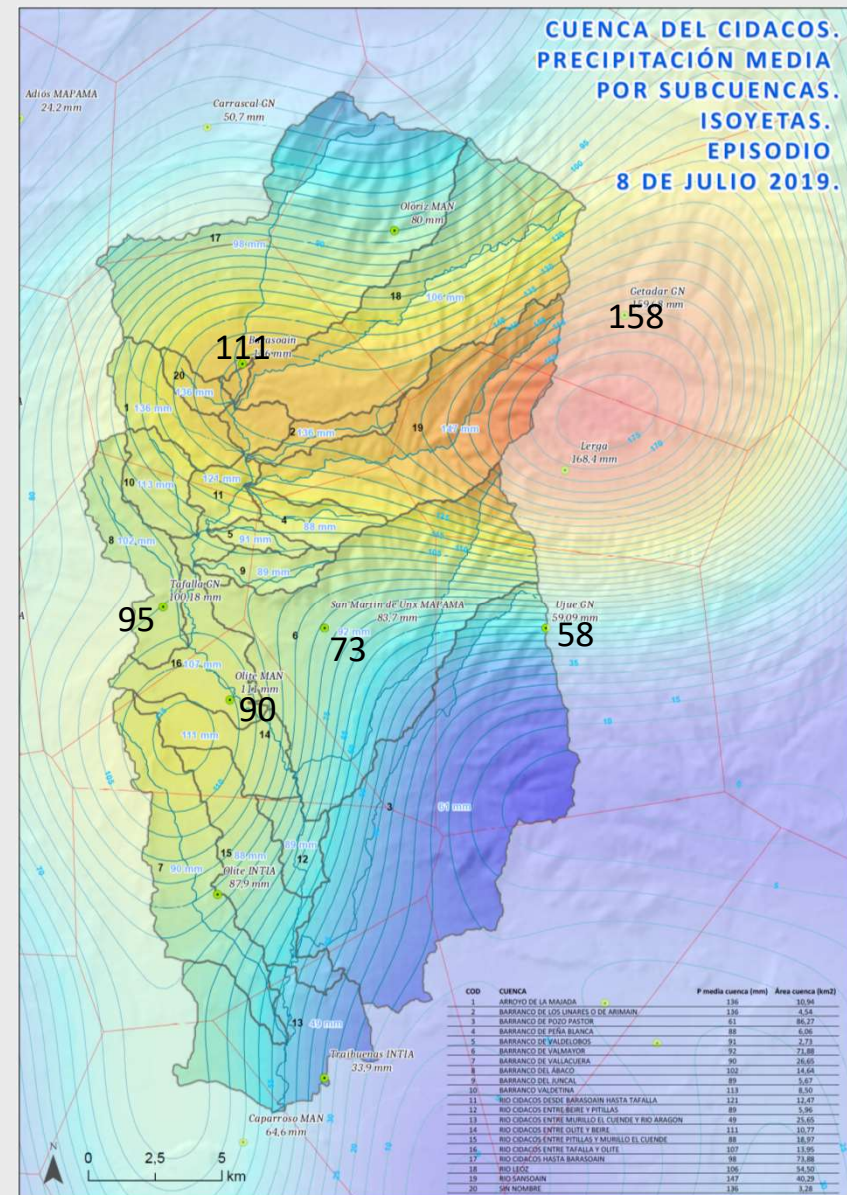 CUENCA DEL CIDACOS.
PRECIPITACIÓN MEDIA
POR SUBCUENCAS.
ISOYETAS.
EPISODIO
8 DE JULIO 2019.
Adiós MAPAMA
24,2 mm
Carrascal GN
50,7 mm
Oloriz MAN
80 mm
17
98 mm
18
106 mm
Getadar GN
158
111
20
136 mm
1
136 mm
2
136 mm
19
147 mm
Lerga
168,4 mm
175
170
10
113 mm
121 mm
11
4
88 mm
5
91 mm
8
102 mm
9
89 mm
Tafalla GN
100,18 mm
95
San Martín de Unx MAPAMA
83,7 mm
92 mm
6
73
Ujue GN
59,09 mm
58
35
15
10
16
107 mm
Olite MAN
90
14
111 mm
105
3
61 mm
89 mm
12
15
88 mm
7
90 mm
Olite INTIA
87,9 mm
13
49 mm
Traibuenas INTIA
33,9 mm
Caparroso MAN
64,6 mm
N
0 2,5 5
km
COD CUENCA P media cuenca (mm) Área cuenca (km2)
1 ARROYO DE LA MAJADA 136 10,94
2 BARRANCO DE LOS LINARES O DE ARIMAIN 136 4,54
3 BARRANCO DE POZO PASTOR 61 86,27
4 BARRANCO DE PEÑA BLANCA 88 6,06
5 BARRANCO DE VALDELOBOS 91 2,73
6 BARRANCO DE VALMAYOR 92 71,88
7 BARRANCO DE VALLACUERA 90 26,65
8 BARRANCO DEL ÁBACO 102 14,64
9 BARRANCO DEL JUNCAL 89 5,67
10 BARRANCO VALDETINA 113 8,50
11 RIO CIDACOS DESDE BARASOAIN HASTA TAFALLA 121 12,47
12 RIO CIDACOS ENTRE BEIRE Y PITILLAS 89 5,96
13 RIO CIDACOS ENTRE MURILLO EL CUENDE Y RIO ARAGON 49 25,65
14 RIO CIDACOS ENTRE OLITE Y BEIRE 111 10,77
15 RIO CIDACOS ENTRE PITILLAS Y MURILLO EL CUENDE 88 18,97
16 RIO CIDACOS ENTRE TAFALLA Y OLITE 107 13,95
17 RIO CIDACOS HASTA BARASOAIN 98 73,88
18 RIO LEOZ 106 54,50
19 RIO SANSOAIN 147 40,29
20 SIN NOMBRE 136 3,28